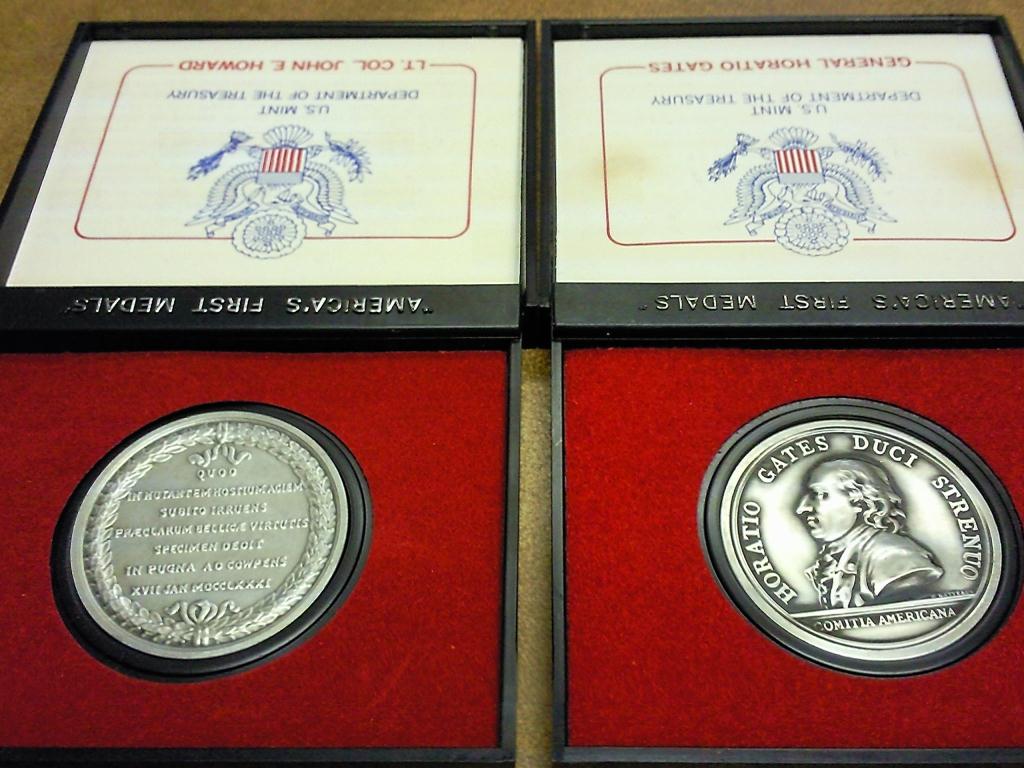 LT. COL. JOHN E. HOWARD
DEPARTMENT OF THE TREASURY
U.S. MINT
"AMERICA'S FIRST MEDALS"
QUOD
IN NUTANTEM HOSTIUM ACIEM
SUBITO IRRUENS
PRÆCLARUM BELLICÆ VIRTUTIS
SPECIMEN DEDIT
IN PUGNA AD COWPENS
XVII JAN MDCCLXXXI
GENERAL HORATIO GATES
DEPARTMENT OF THE TREASURY
U.S. MINT
"AMERICA'S FIRST MEDALS"
HORATIO GATES DUCI STRENUO
COMITIA AMERICANA